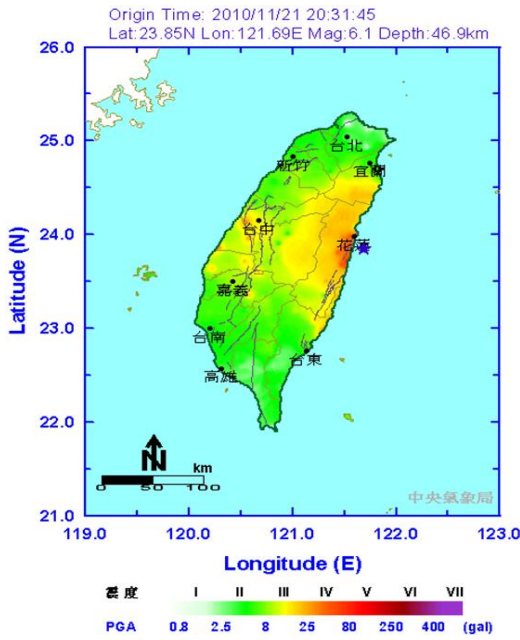 Origin Time: 2010/11/21 20:31:45
Lat:23.85N Lon:121.69E Mag:6.1 Depth:46.9km
26.0
25.0
24.0
23.0
22.0
21.0
Latitude (N)
台北
新竹
宜蘭
台中
花蓮
嘉義
台南
台東
高雄
N
km
0 50 100
中央氣象局
119.0 120.0 121.0 122.0 123.0
Longitude (E)
震度 I II III IV V VI VII
PGA 0.8 2.5 8 25 80 250 400 (gal)